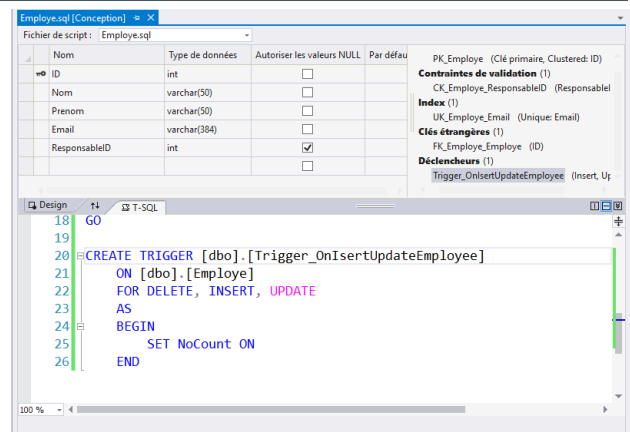 Employe.sql [Conception]
Fichier de script : Employe.sql
Nom Type de données Autoriser les valeurs NULL Par défau
ID int
Nom varchar(50)
Prenom varchar(50)
Email varchar(384)
ResponsableID int
PK_Employe (Clé primaire, Clustered: ID)
Contraintes de validation (1)
CK_Employe_ResponsableID (Responsablel
Index (1)
UK_Employe_Email (Unique: Email)
Clés étrangères (1)
FK_Employe_Employe (ID)
Déclencheurs (1)
Trigger_OnIsertUpdateEmployee (Insert, Up
Design T-SQL
18 GO
19
20 CREATE TRIGGER [dbo].[Trigger_OnIsertUpdateEmployee]
21 ON [dbo].[Employe]
22 FOR DELETE, INSERT, UPDATE
23 AS
24 BEGIN
25 SET NoCount ON
26 END
100 %